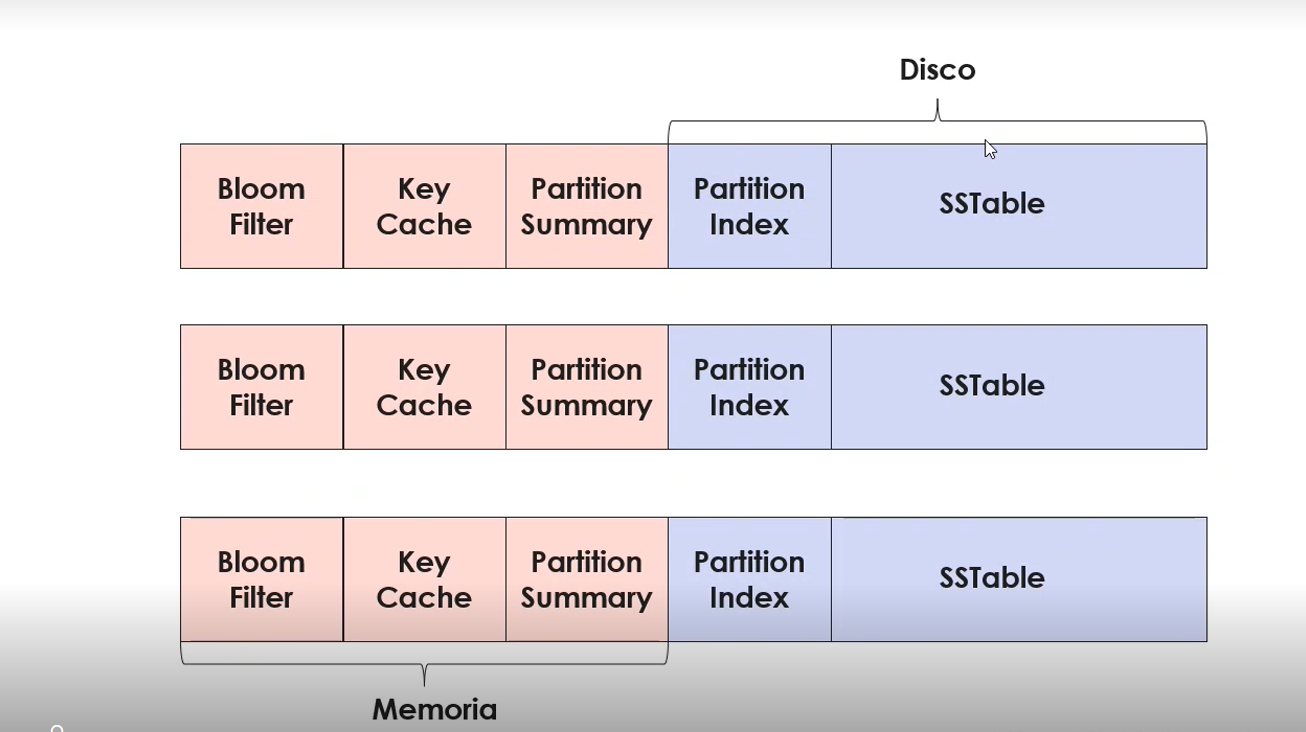 Disco
Bloom Key Partition Partition SSTable
Filter Cache Summary Index
Bloom Key Partition Partition SSTable
Filter Cache Summary Index
Bloom Key Partition Partition SSTable
Filter Cache Summary Index
Memoria